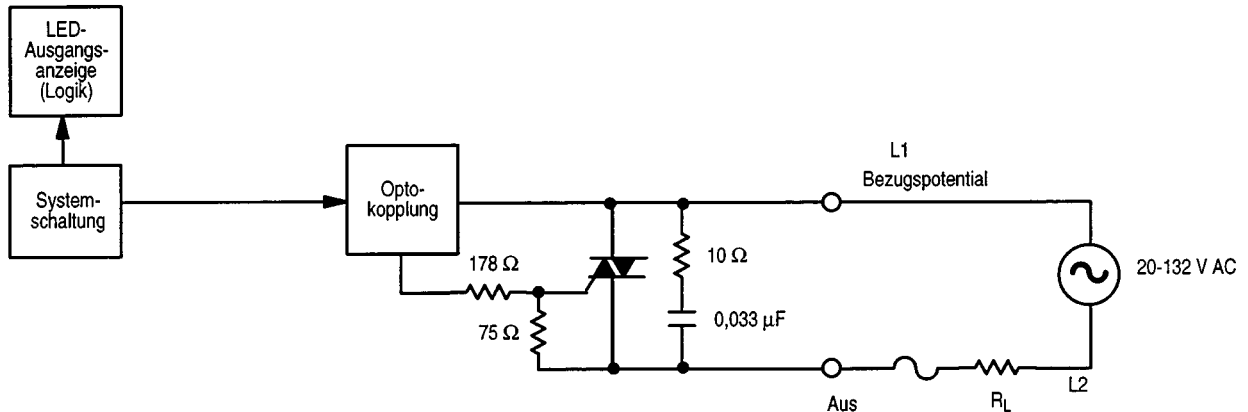 LED-
Ausgangs-
anzeige
(Logik)
System-
schaltung
Opto-
kopplung
L1
Bezugspotential
178 Ω
75 Ω
10 Ω
0,033 μF
20-132 V AC
Aus
RL
L2